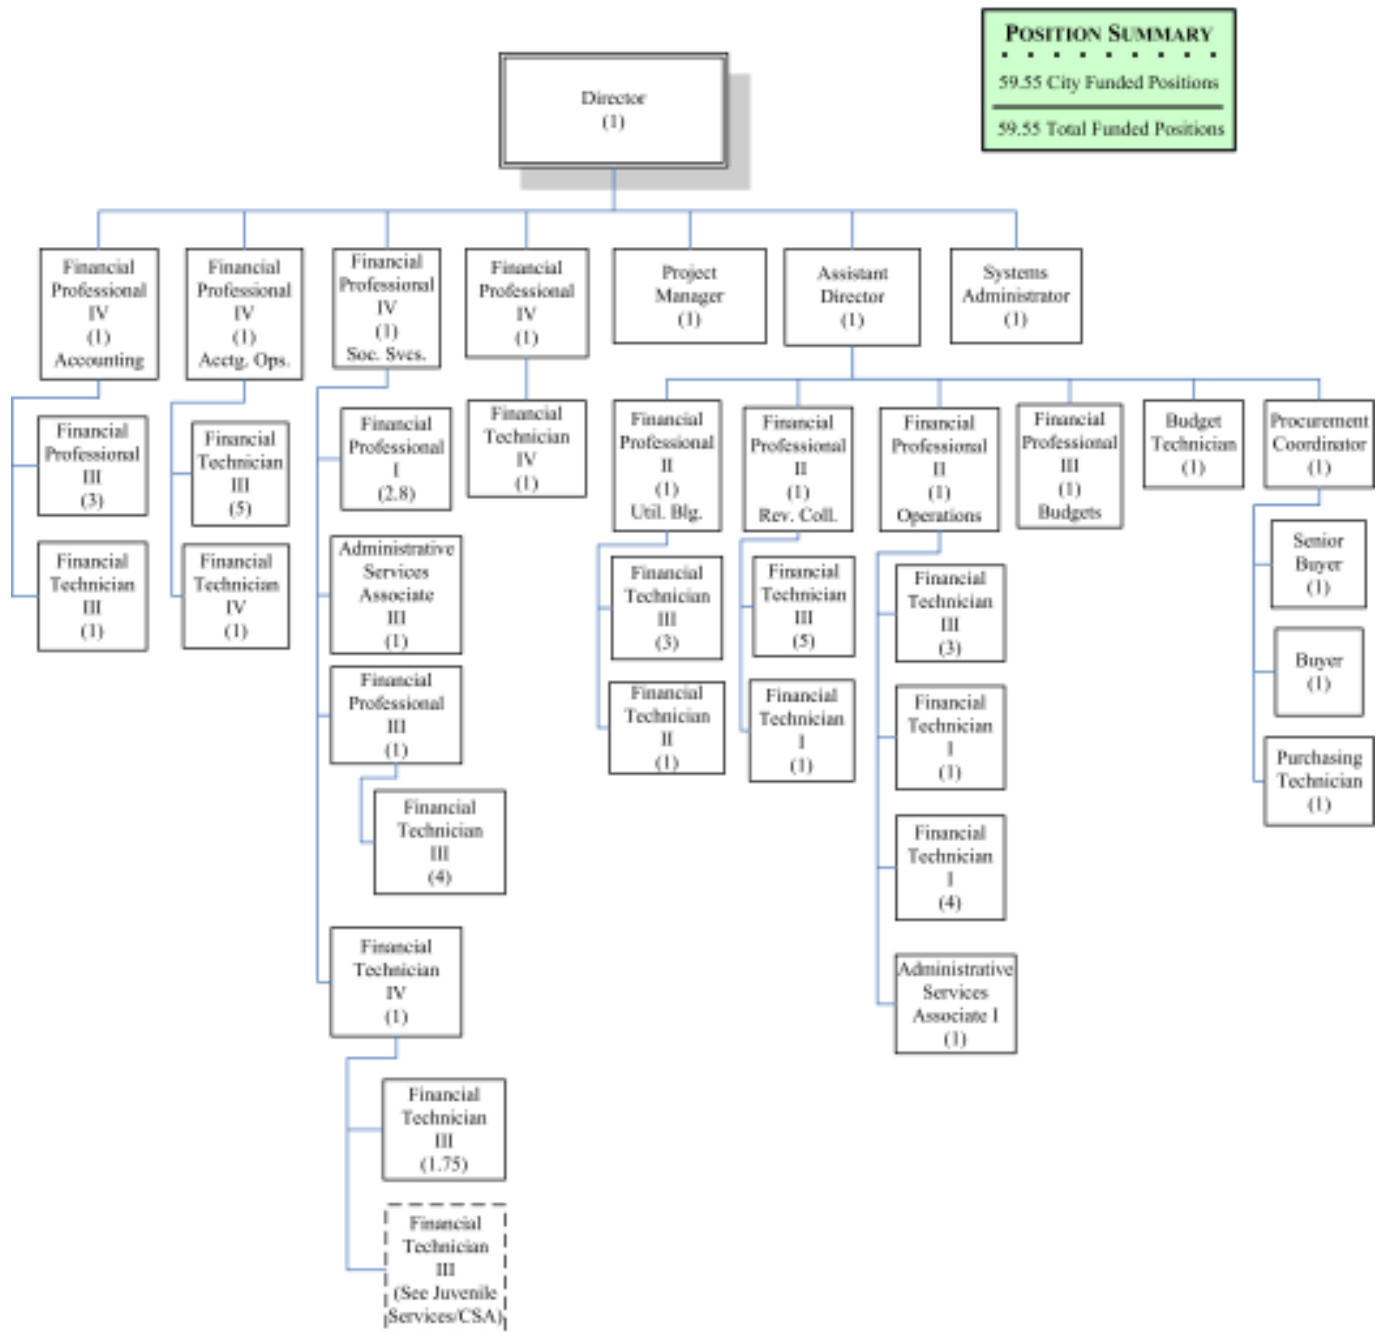 POSITION SUMMARY
59.55 City Funded Positions
59.55 Total Funded Positions
Director
(1)
Financial
Professional
IV
(1)
Accounting
Financial
Professional
IV
(1)
Acctg. Ops.
Financial
Professional
IV
(1)
Soc. Svcs.
Financial
Professional
IV
(1)
Project
Manager
(1)
Assistant
Director
(1)
Systems
Administrator
(1)
Financial
Professional
III
(3)
Financial
Technician
III
(1)
Financial
Technician
III
(5)
Financial
Technician
IV
(1)
Financial
Professional
I
(2.8)
Administrative
Services
Associate
III
(1)
Financial
Professional
III
(1)
Financial
Technician
III
(4)
Financial
Technician
IV
(1)
Financial
Technician
III
(1.75)
Financial
Technician
III
(See Juvenile
Services/CSA)
Financial
Technician
IV
(1)
Financial
Professional
II
(1)
Util. Blg.
Financial
Technician
III
(3)
Financial
Technician
II
(1)
Financial
Professional
II
(1)
Rev. Coll.
Financial
Technician
III
(5)
Financial
Technician
I
(1)
Financial
Professional
II
(1)
Operations
Financial
Technician
III
(3)
Financial
Technician
I
(1)
Financial
Technician
I
(4)
Administrative
Services
Associate I
(1)
Financial
Professional
III
(1)
Budgets
Budget
Technician
(1)
Procurement
Coordinator
(1)
Senior
Buyer
(1)
Buyer
(1)
Purchasing
Technician
(1)